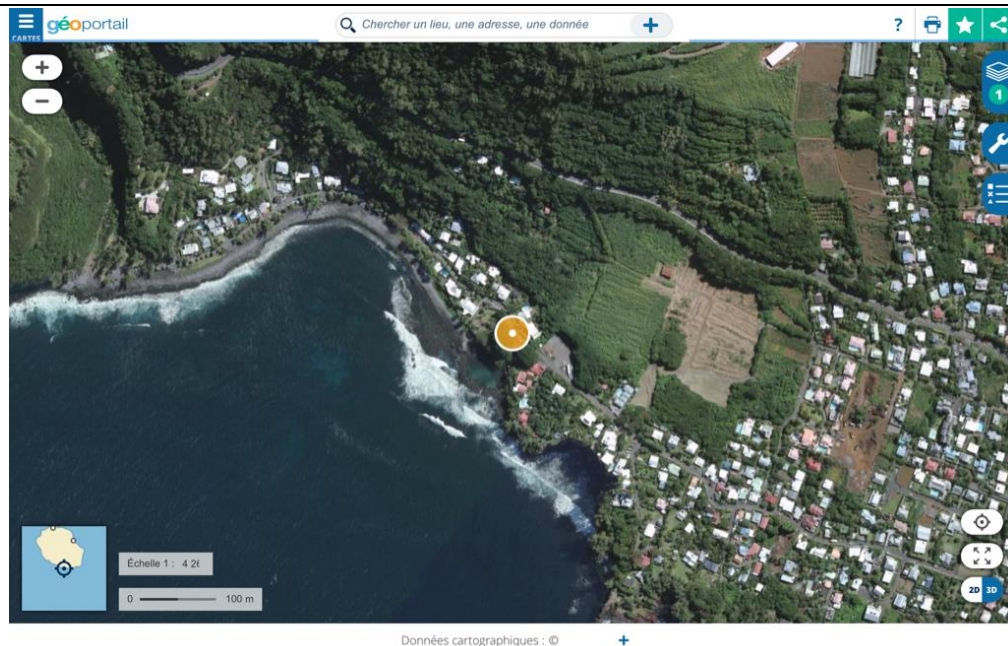 géoportail
CARTES
Chercher un lieu, une adresse, une donnée
+
?
+
−
1
Échelle 1 : 4 26
0 100 m
2D 3D
Données cartographiques : © +